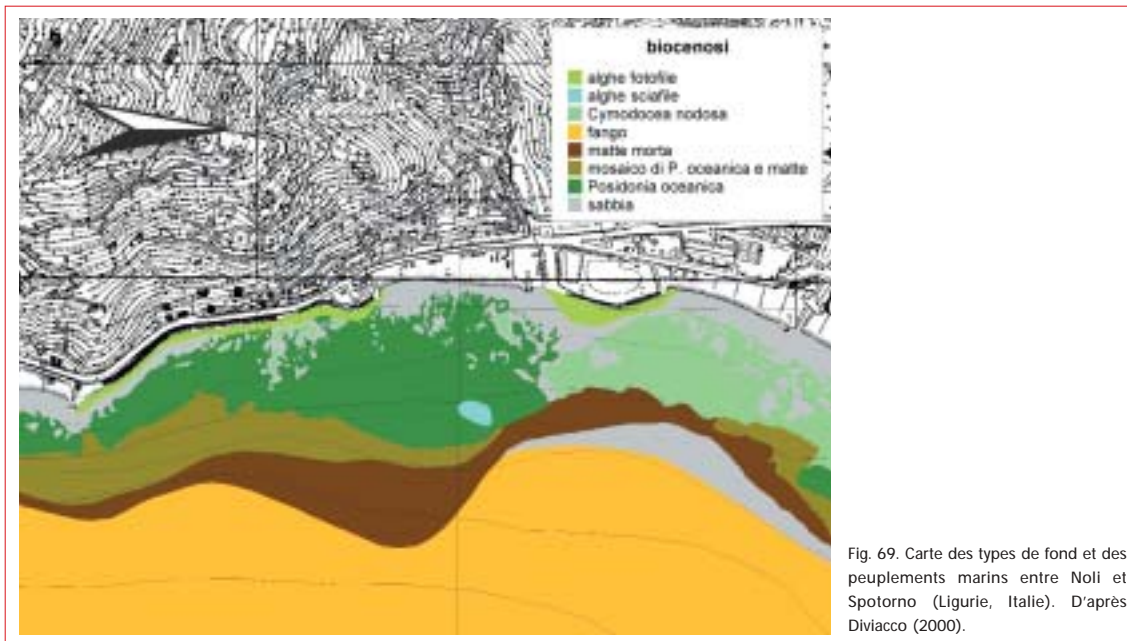 biocenosi
alghe fotofile
alghe sciafile
Cymodocea nodosa
fango
matte morta
mosaico di P. oceanica e matte
Posidonia oceanica
sabbia
Fig. 69. Carte des types de fond et des
peuplements marins entre Noli et
Spotorno (Ligurie, Italie). D'après
Diviacco (2000).